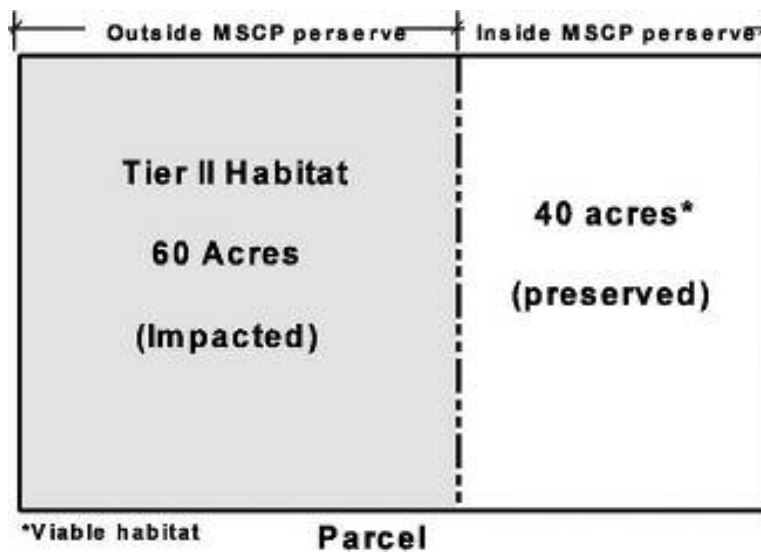 Outside MSCP perserve Inside MSCP perserve
Tier II Habitat
60 Acres
(Impacted)
40 acres*
(preserved)
*Viable habitat
Parcel